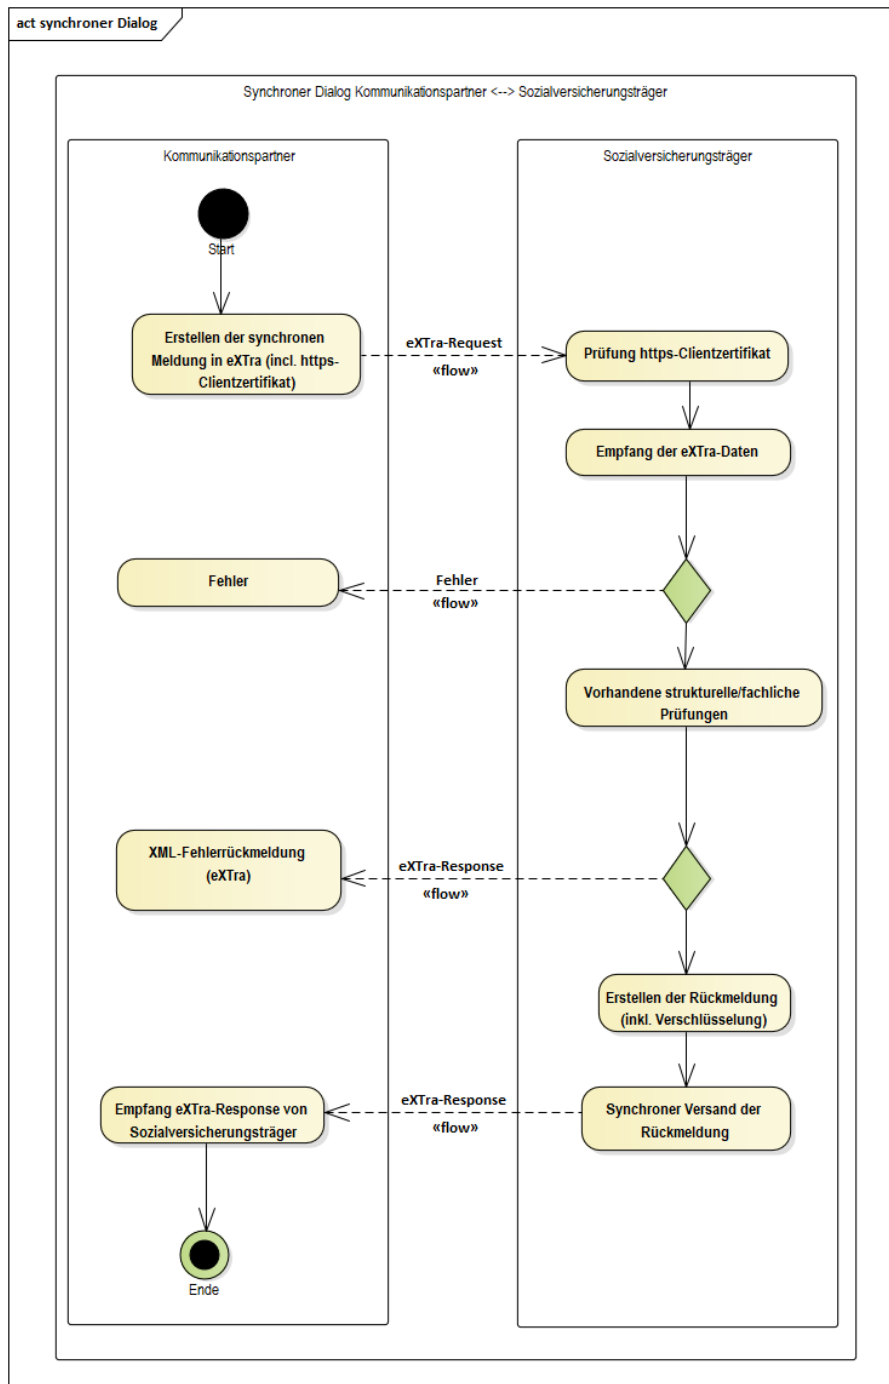 act synchroner Dialog
Synchroner Dialog Kommunikationspartner <--> Sozialversicherungsträger
Kommunikationspartner
Sozialversicherungsträger
Start
Erstellen der synchronen
Meldung in eXTra (incl. https-
Clientzertifikat)
eXTra-Request
«flow»
Prüfung https-Clientzertifikat
Empfang der eXTra-Daten
Fehler
Fehler
«flow»
Vorhandene strukturelle/fachliche
Prüfungen
XML-Fehlerrückmeldung
(eXTra)
eXTra-Response
«flow»
Erstellen der Rückmeldung
(inkl. Verschlüsselung)
Empfang eXTra-Response von
Sozialversicherungsträger
eXTra-Response
«flow»
Synchroner Versand der
Rückmeldung
Ende